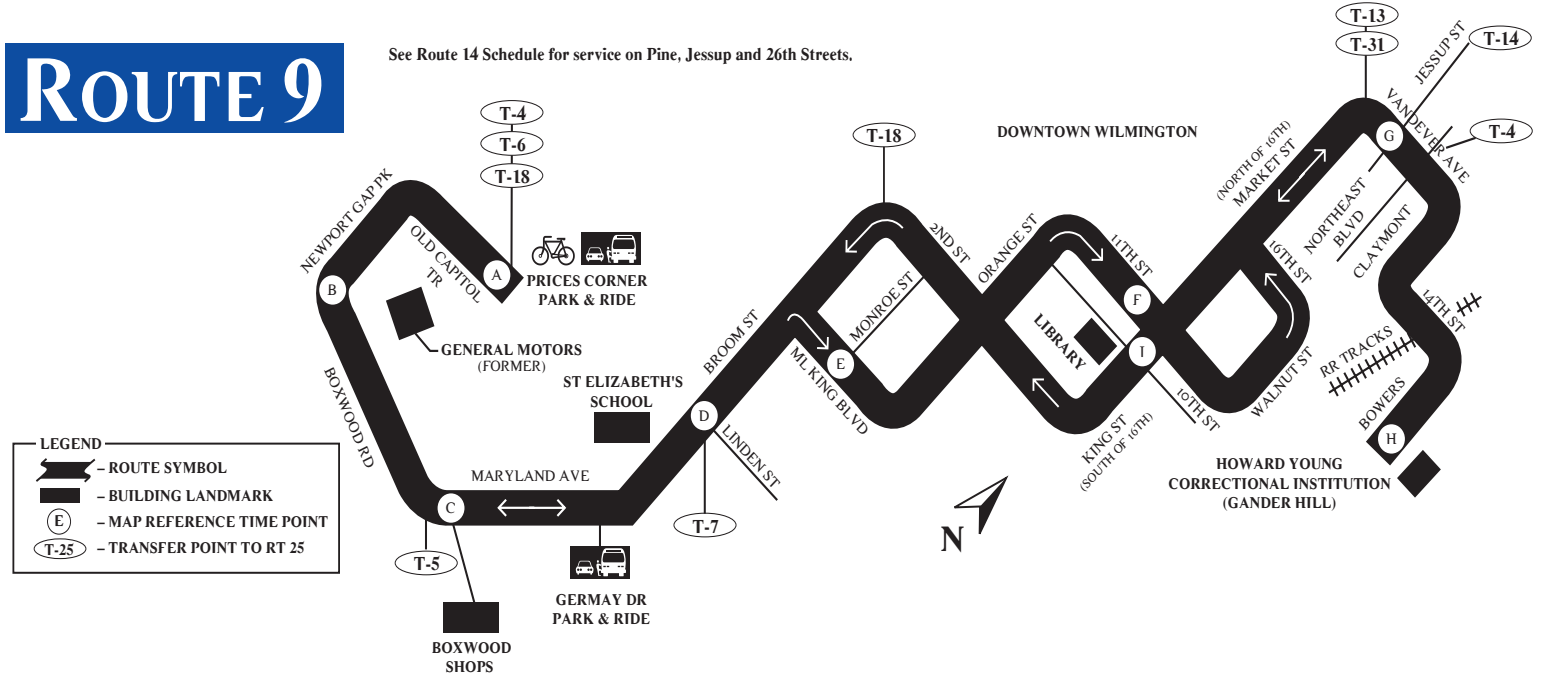 ROUTE 9
See Route 14 Schedule for service on Pine, Jessup and 26th Streets.
T-4
T-6
T-18
NEWPORT GAP PK
OLD CAPITOL
TR
A
PRICES CORNER
PARK & RIDE
B
GENERAL MOTORS
(FORMER)
BOXWOOD RD
ST ELIZABETH'S
SCHOOL
MARYLAND AVE
C
T-5
BOXWOOD
SHOPS
GERMAY DR
PARK & RIDE
D
T-7
LINDEN ST
BROOM ST
T-18
2ND ST
MONROE ST
E
ML KING BLVD
DOWNTOWN WILMINGTON
ORANGE ST
11TH ST
F
LIBRARY
I
10TH ST
KING ST
(SOUTH OF 16TH)
(NORTH OF 16TH)
MARKET ST
16TH ST
WALNUT ST
T-13
T-31
JESSUP ST
T-14
VANDEVER AVE
G
T-4
NORTHEAST
BLVD
CLAYMONT
14TH ST
RR TRACKS
BOWERS
H
HOWARD YOUNG
CORRECTIONAL INSTITUTION
(GANDER HILL)
N
LEGEND
– ROUTE SYMBOL
– BUILDING LANDMARK
E – MAP REFERENCE TIME POINT
T-25 – TRANSFER POINT TO RT 25